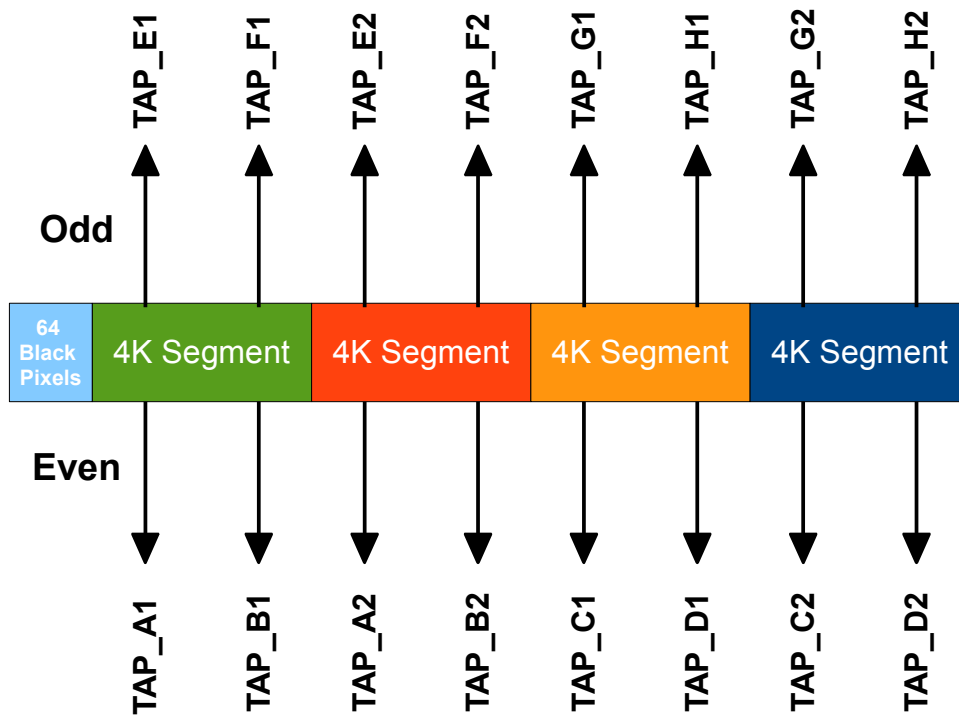 TAP_E1
TAP_F1
TAP_E2
TAP_F2
TAP_G1
TAP_H1
TAP_G2
TAP_H2
Odd
64
Black
Pixels
4K Segment
4K Segment
4K Segment
4K Segment
Even
TAP_A1
TAP_B1
TAP_A2
TAP_B2
TAP_C1
TAP_D1
TAP_C2
TAP_D2